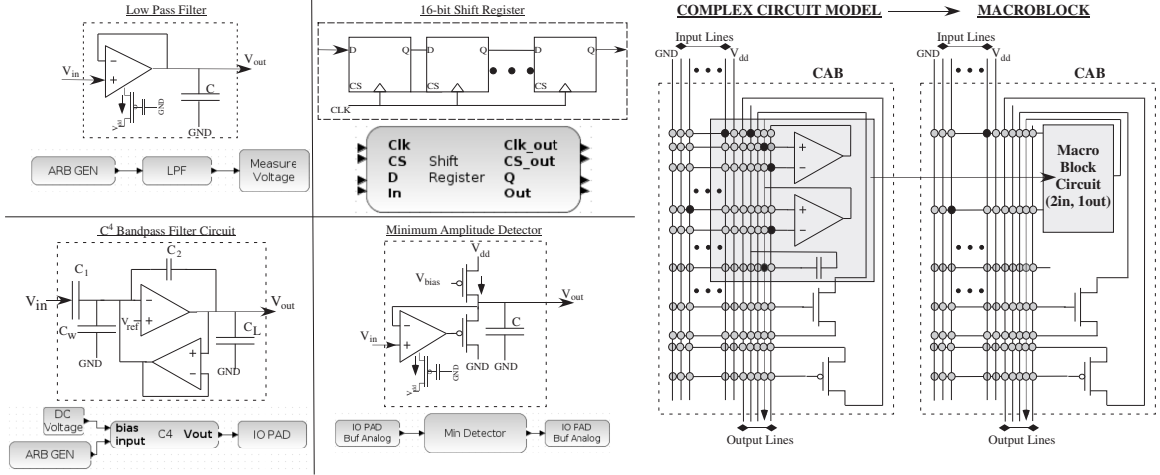 Low Pass Filter
V_in
V_out
C
GND
GND
ARB GEN
LPF
Measure
Voltage
16-bit Shift Register
D
Q
D
Q
D
Q
CS
CS
CS
CLK
Clk
Clk_out
CS
Shift
CS_out
D
Register
Q
In
Out
C⁴ Bandpass Filter Circuit
C_2
C_1
V_in
V_out
V_ref
C_w
C_L
GND
GND
DC
Voltage
bias
input
C4
Vout
IO PAD
ARB GEN
Minimum Amplitude Detector
V_dd
V_bias
V_out
V_in
C
GND
GND
GND
IO PAD
Buf Analog
Min Detector
IO PAD
Buf Analog
COMPLEX CIRCUIT MODEL
MACROBLOCK
Input Lines
GND
V_dd
CAB
Output Lines
Input Lines
GND
V_dd
CAB
Macro
Block
Circuit
(2in, 1out)
Output Lines